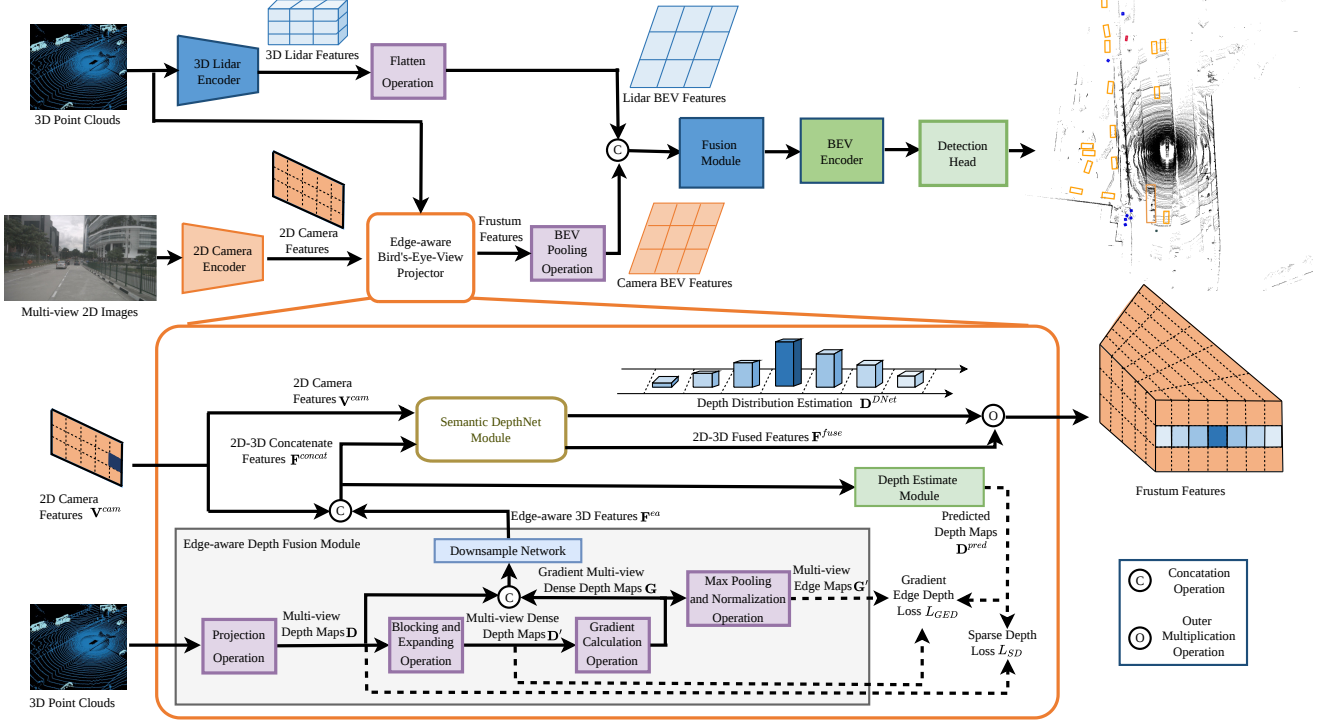 3D Point Clouds
3D Lidar
Encoder
3D Lidar Features
Flatten
Operation
Lidar BEV Features
C
Fusion
Module
BEV
Encoder
Detection
Head
Multi-view 2D Images
2D Camera
Encoder
2D Camera
Features
Edge-aware
Bird's-Eye-View
Projector
Frustum
Features
BEV
Pooling
Operation
Camera BEV Features
2D Camera
Features V^cam
2D Camera
Features V^cam
2D-3D Concatenate
Features F^concat
Semantic DepthNet
Module
Depth Distribution Estimation D^DNet
2D-3D Fused Features F^fuse
O
Frustum Features
C
Depth Estimate
Module
Predicted
Depth Maps
D^pred
Edge-aware 3D Features F^ea
Edge-aware Depth Fusion Module
Downsample Network
Gradient Multi-view
Dense Depth Maps G
C
3D Point Clouds
Projection
Operation
Multi-view
Depth Maps D
Blocking and
Expanding
Operation
Multi-view Dense
Depth Maps D'
Gradient
Calculation
Operation
Max Pooling
and Normalization
Operation
Multi-view
Edge Maps G'
Gradient
Edge Depth
Loss L_GED
Sparse Depth
Loss L_SD
C
Concatation
Operation
O
Outer
Multiplication
Operation